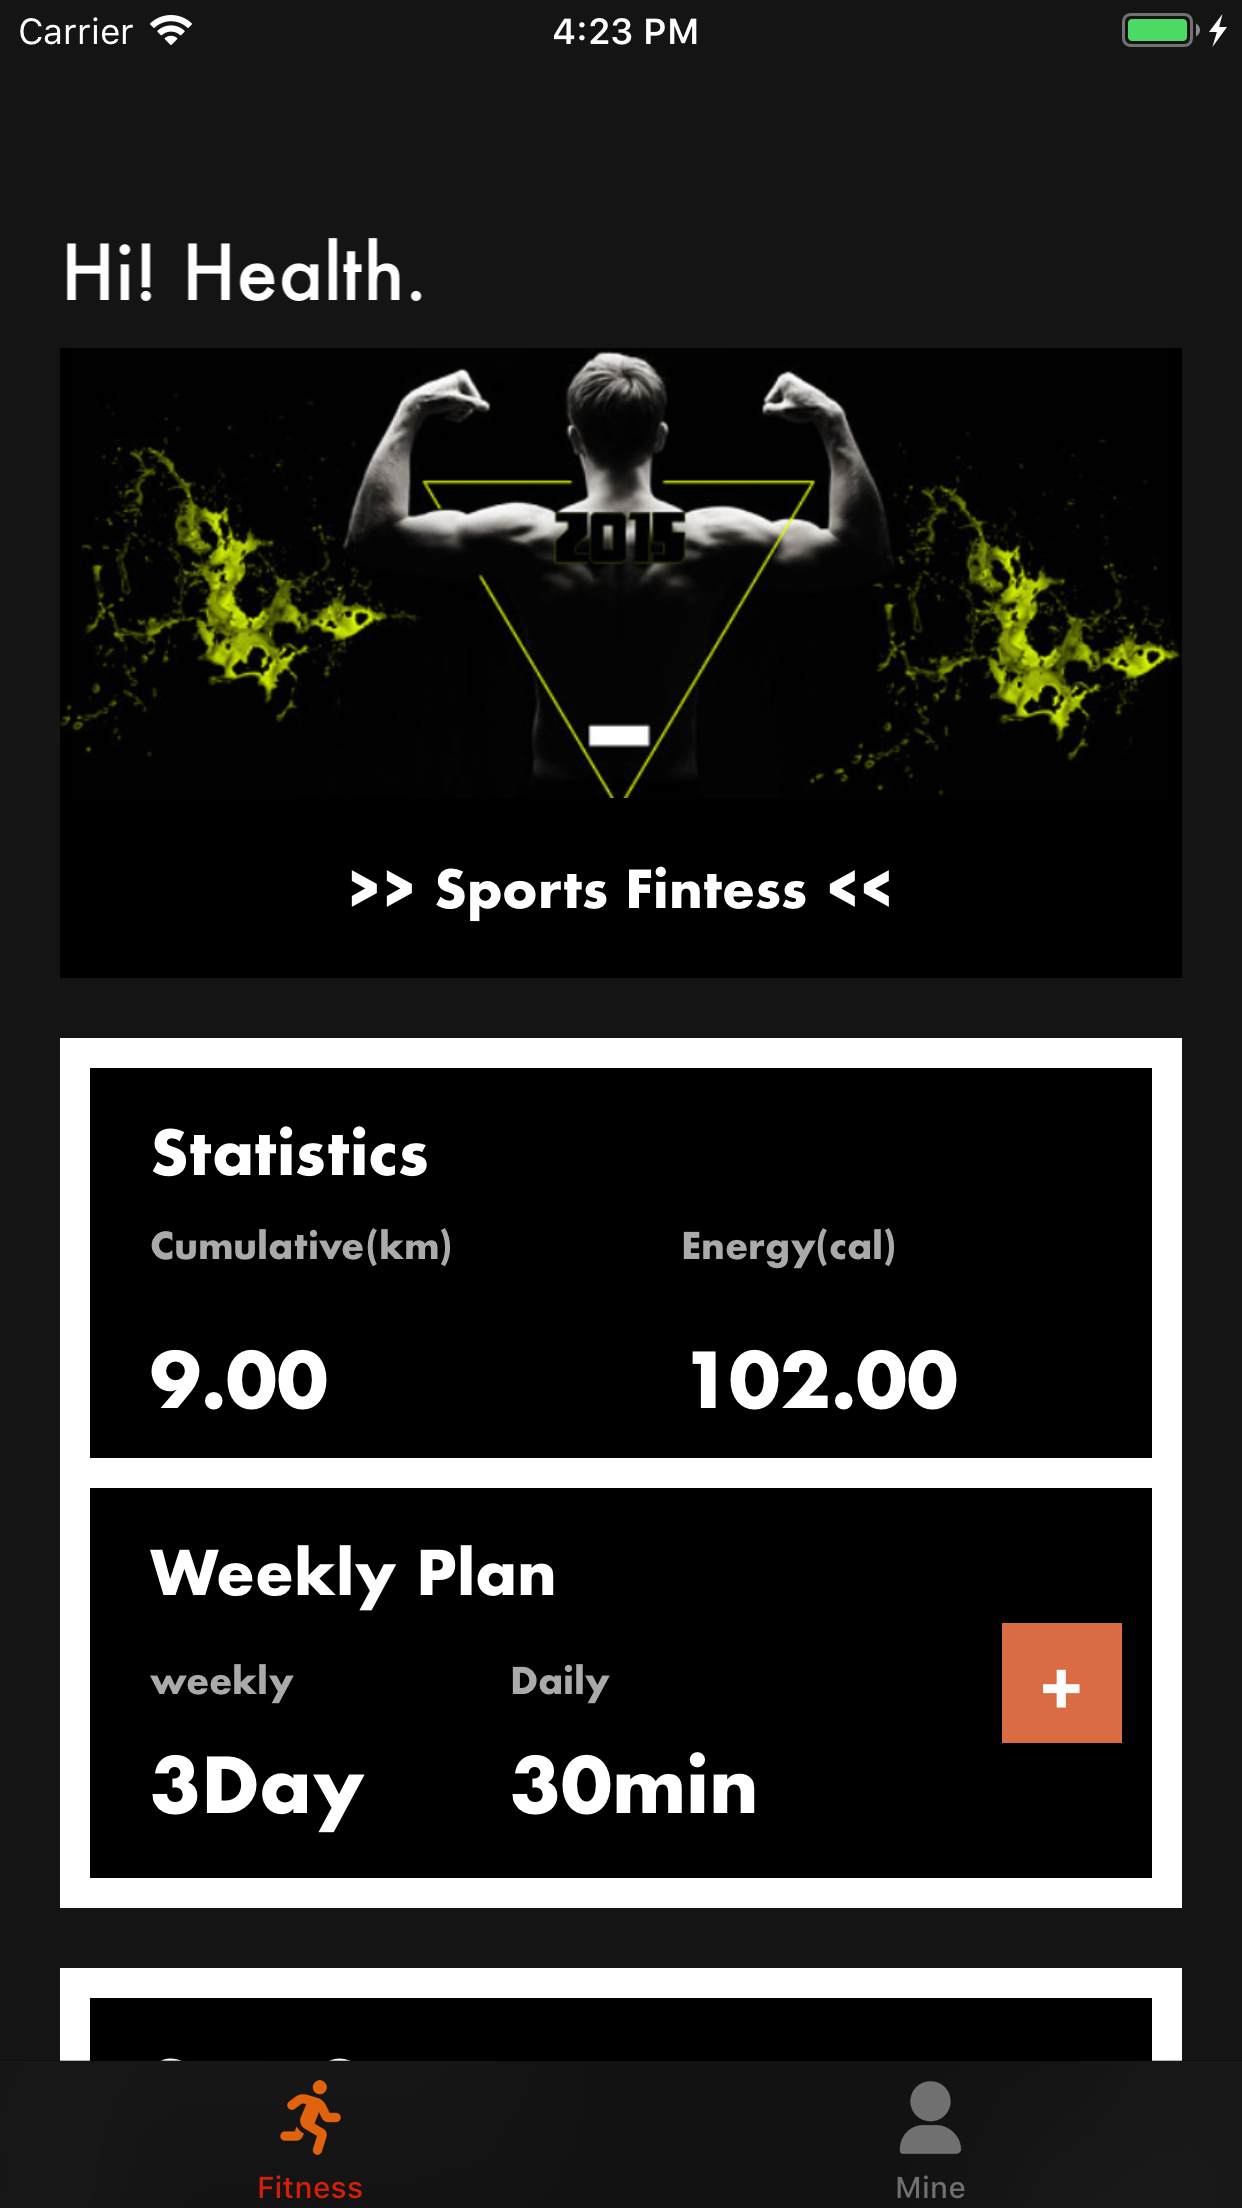 Carrier 4:23 PM
Hi! Health.
2015
>> Sports Fintess <<
Statistics
Cumulative(km) Energy(cal)
9.00 102.00
Weekly Plan
weekly Daily
+
3Day 30min
Fitness Mine